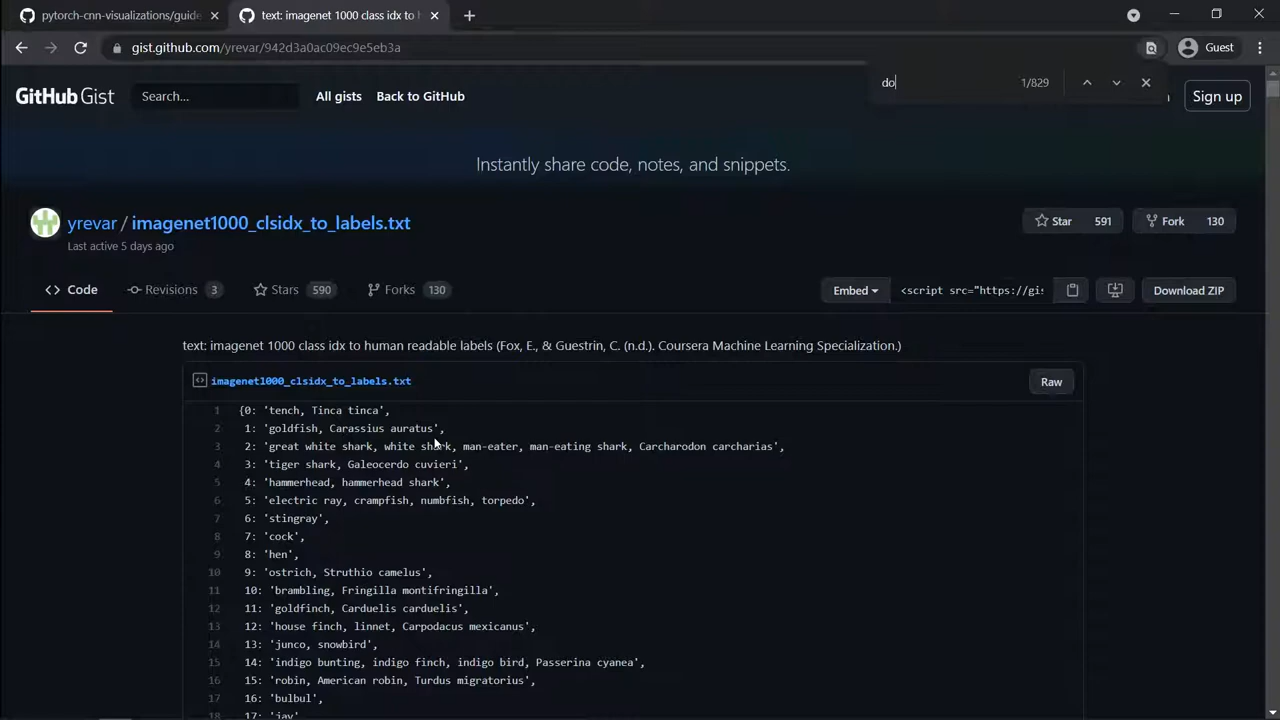 pytorch-cnn-visualizations/guide
text: imagenet 1000 class idx to
gist.github.com/yrevar/942d3a0ac09ec9e5eb3a
Guest
do
1/829
GitHub Gist
Search...
All gists
Back to GitHub
Sign up
Instantly share code, notes, and snippets.
yrevar / imagenet1000_clsidx_to_labels.txt
Last active 5 days ago
Star 591
Fork 130
Code
Revisions 3
Stars 590
Forks 130
Embed
<script src="https://gi
Download ZIP
text: imagenet 1000 class idx to human readable labels (Fox, E., & Guestrin, C. (n.d.). Coursera Machine Learning Specialization.)
imagenet1000_clsidx_to_labels.txt
Raw
1 {0: 'tench, Tinca tinca',
2 1: 'goldfish, Carassius auratus',
3 2: 'great white shark, white shark, man-eater, man-eating shark, Carcharodon carcharias',
4 3: 'tiger shark, Galeocerdo cuvieri',
5 4: 'hammerhead, hammerhead shark',
6 5: 'electric ray, crampfish, numbfish, torpedo',
7 6: 'stingray',
8 7: 'cock',
9 8: 'hen',
10 9: 'ostrich, Struthio camelus',
11 10: 'brambling, Fringilla montifringilla',
12 11: 'goldfinch, Carduelis carduelis',
13 12: 'house finch, linnet, Carpodacus mexicanus',
14 13: 'junco, snowbird',
15 14: 'indigo bunting, indigo finch, indigo bird, Passerina cyanea',
16 15: 'robin, American robin, Turdus migratorius',
17 16: 'bulbul',
18 17: 'jay'